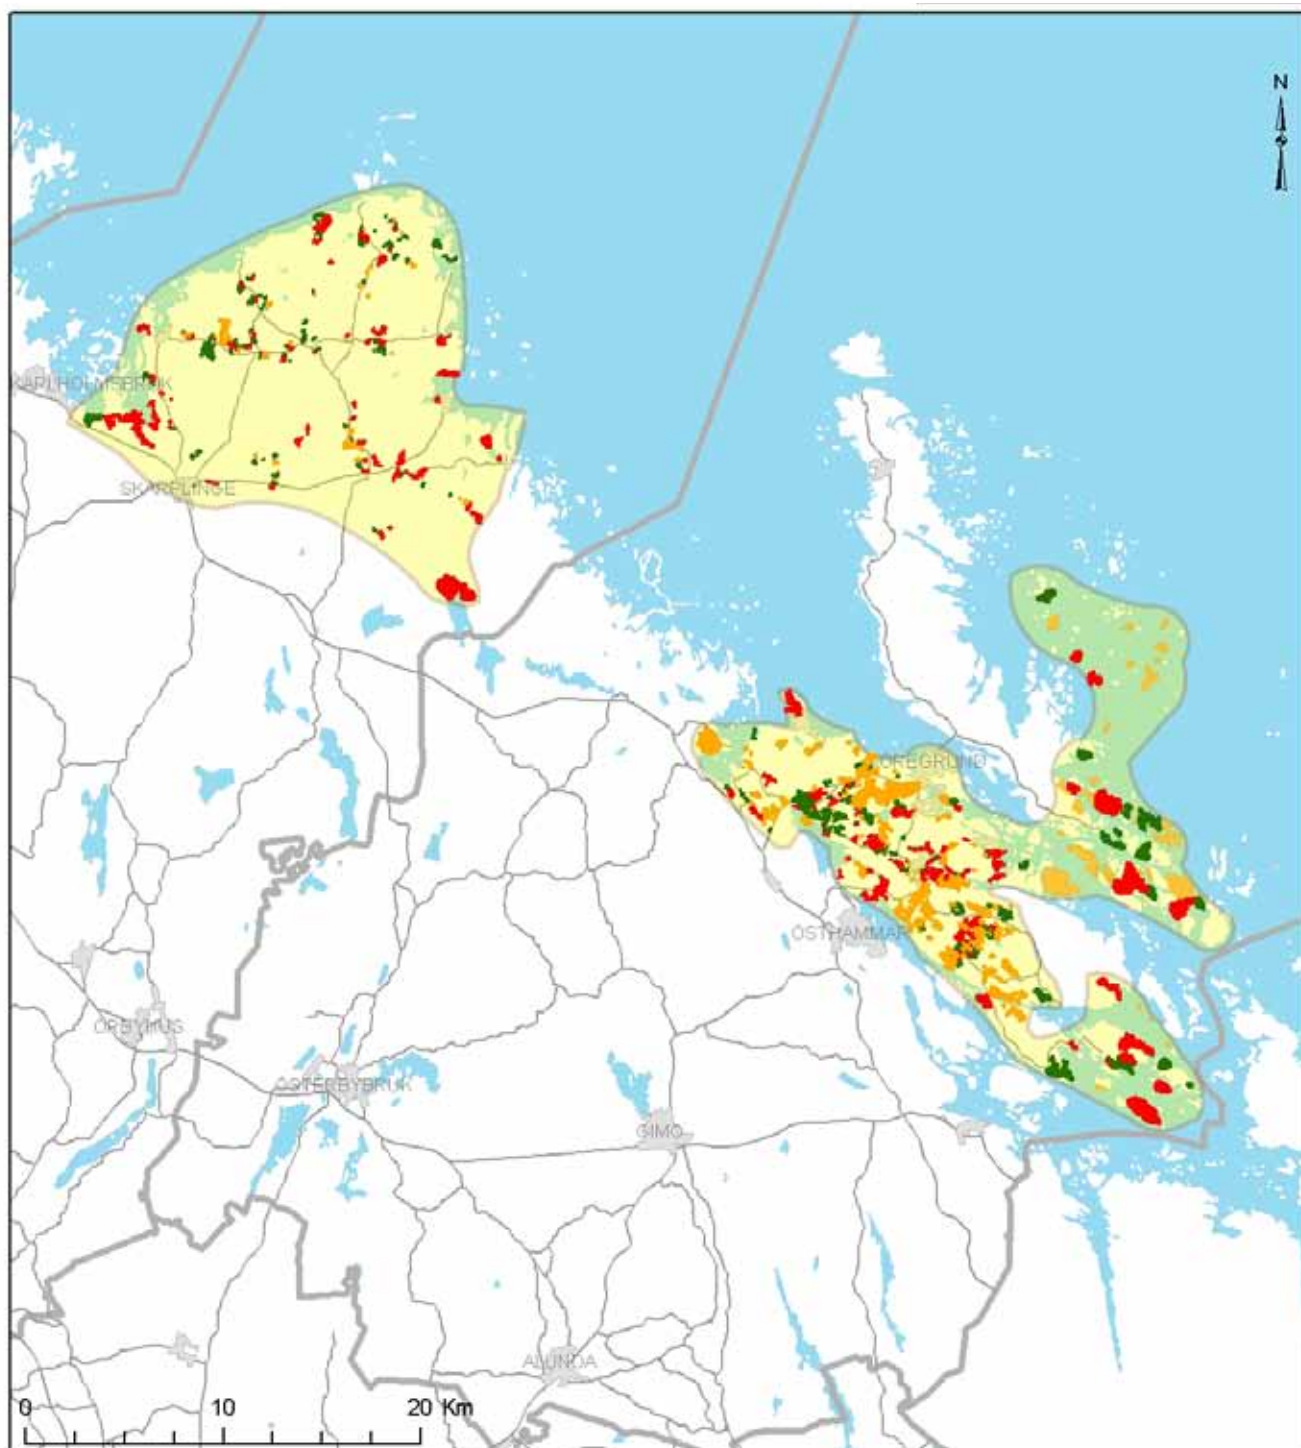 N
KARLHOLMSBRUK
SKÄRPLINGE
ÖREGRUND
ÖSTHAMMAR
ÖRBYHUS
ÖSTERBYBRUK
GIMO
ALUNDA
0 10 20 Km